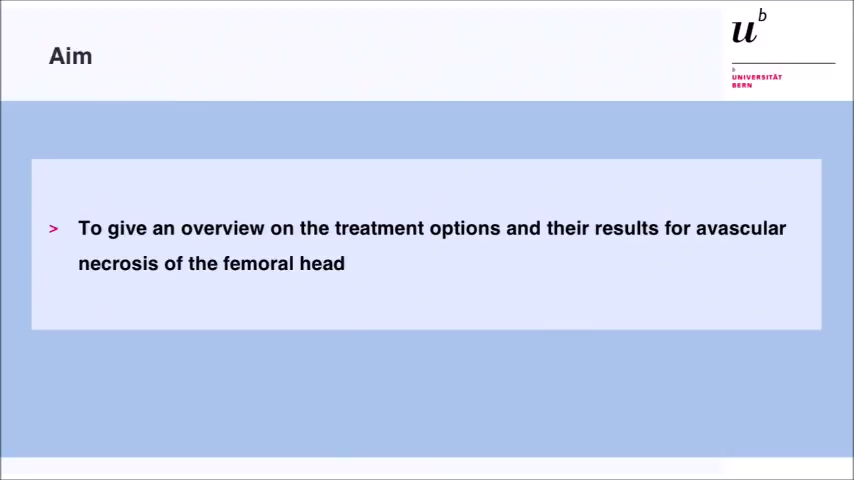 Aim
u b
b
UNIVERSITÄT
BERN
> To give an overview on the treatment options and their results for avascular
necrosis of the femoral head